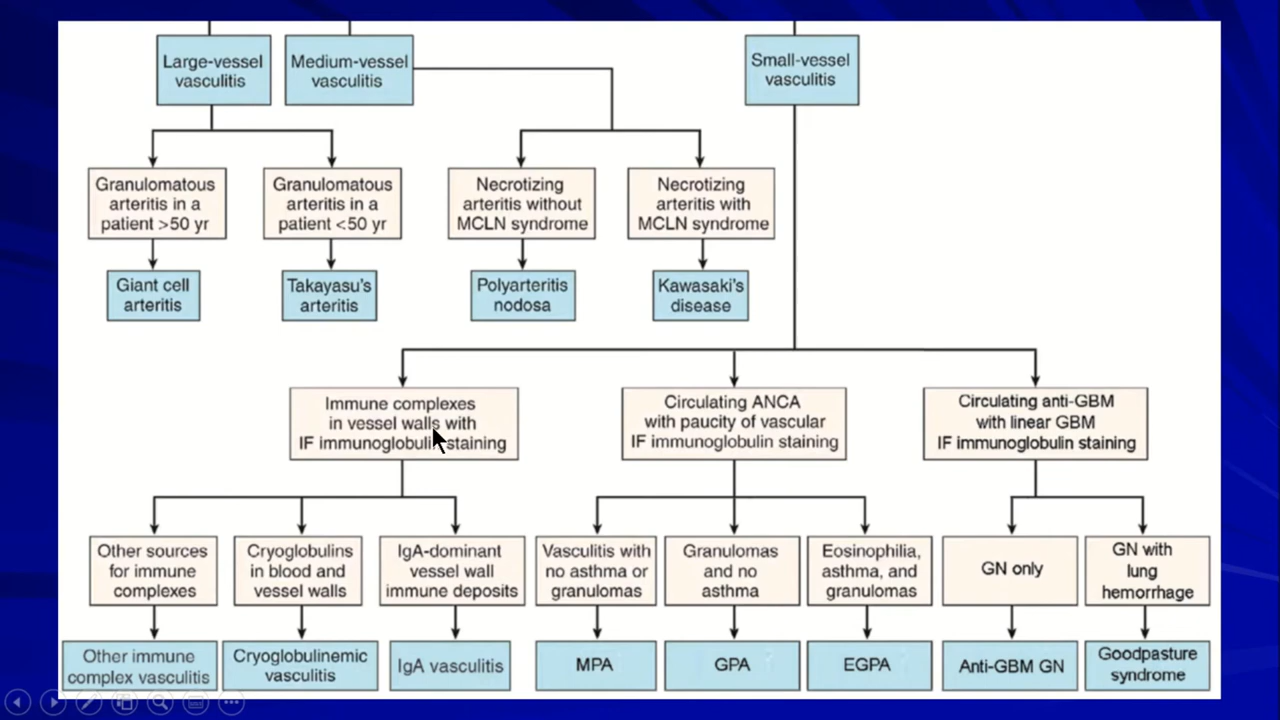 Large-vessel
vasculitis
Medium-vessel
vasculitis
Small-vessel
vasculitis
Granulomatous
arteritis in a
patient >50 yr
Granulomatous
arteritis in a
patient <50 yr
Necrotizing
arteritis without
MCLN syndrome
Necrotizing
arteritis with
MCLN syndrome
Giant cell
arteritis
Takayasu's
arteritis
Polyarteritis
nodosa
Kawasaki's
disease
Immune complexes
in vessel walls with
IF immunoglobulin staining
Circulating ANCA
with paucity of vascular
IF immunoglobulin staining
Circulating anti-GBM
with linear GBM
IF immunoglobulin staining
Other sources
for immune
complexes
Cryoglobulins
in blood and
vessel walls
IgA-dominant
vessel wall
immune deposits
Vasculitis with
no asthma or
granulomas
Granulomas
and no
asthma
Eosinophilia,
asthma, and
granulomas
GN only
GN with
lung
hemorrhage
Other immune
complex vasculitis
Cryoglobulinemic
vasculitis
IgA vasculitis
MPA
GPA
EGPA
Anti-GBM GN
Goodpasture
syndrome